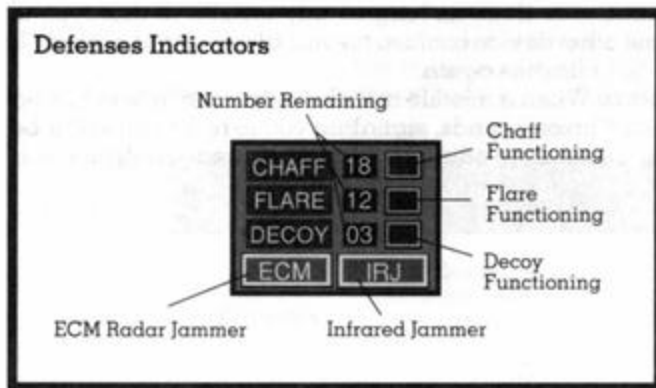 Defenses Indicators
Number Remaining
Chaff
Functioning
CHAFF 18
FLARE 12
Flare
Functioning
DECOY 03
Decoy
Functioning
ECM IRJ
ECM Radar Jammer
Infrared Jammer